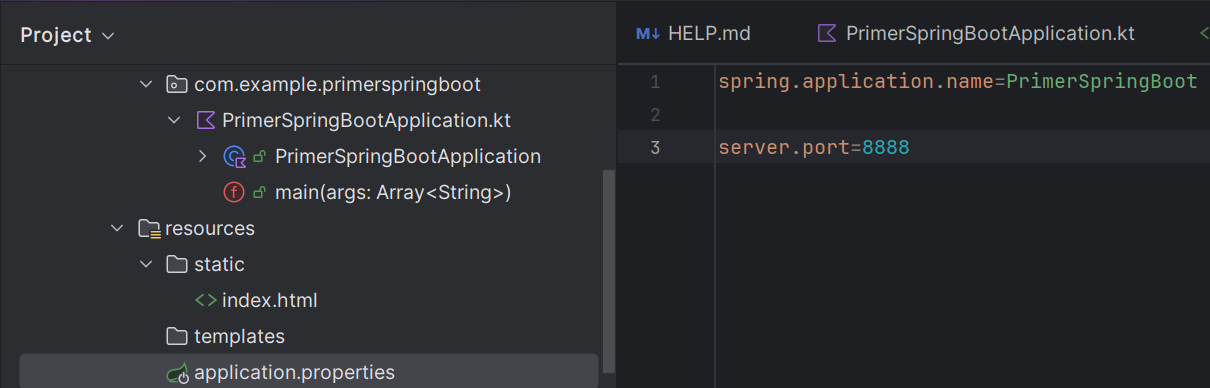 Project
com.example.primerspringboot
PrimerSpringBootApplication.kt
PrimerSpringBootApplication
main(args: Array<String>)
resources
static
index.html
templates
application.properties
M↓ HELP.md
PrimerSpringBootApplication.kt
1 spring.application.name=PrimerSpringBoot
2
3 server.port=8888